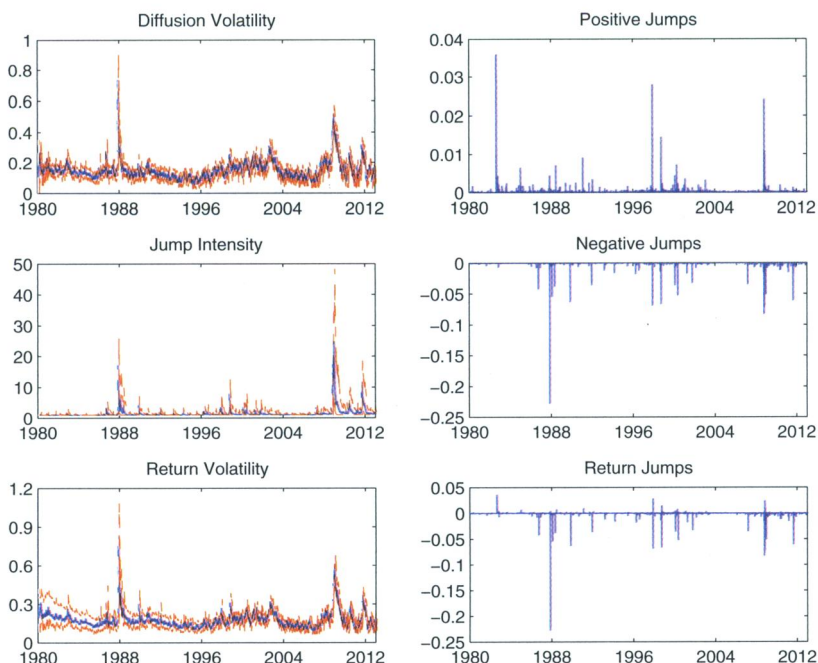 Diffusion Volatility
1
0.8
0.6
0.4
0.2
0
1980 1988 1996 2004 2012
Positive Jumps
0.04
0.03
0.02
0.01
0
1980 1988 1996 2004 2012
Jump Intensity
50
40
30
20
10
0
1980 1988 1996 2004 2012
Negative Jumps
0
−0.05
−0.1
−0.15
−0.2
−0.25
1980 1988 1996 2004 2012
Return Volatility
1.2
0.9
0.6
0.3
0
1980 1988 1996 2004 2012
Return Jumps
0.05
0
−0.05
−0.1
−0.15
−0.2
−0.25
1980 1988 1996 2004 2012